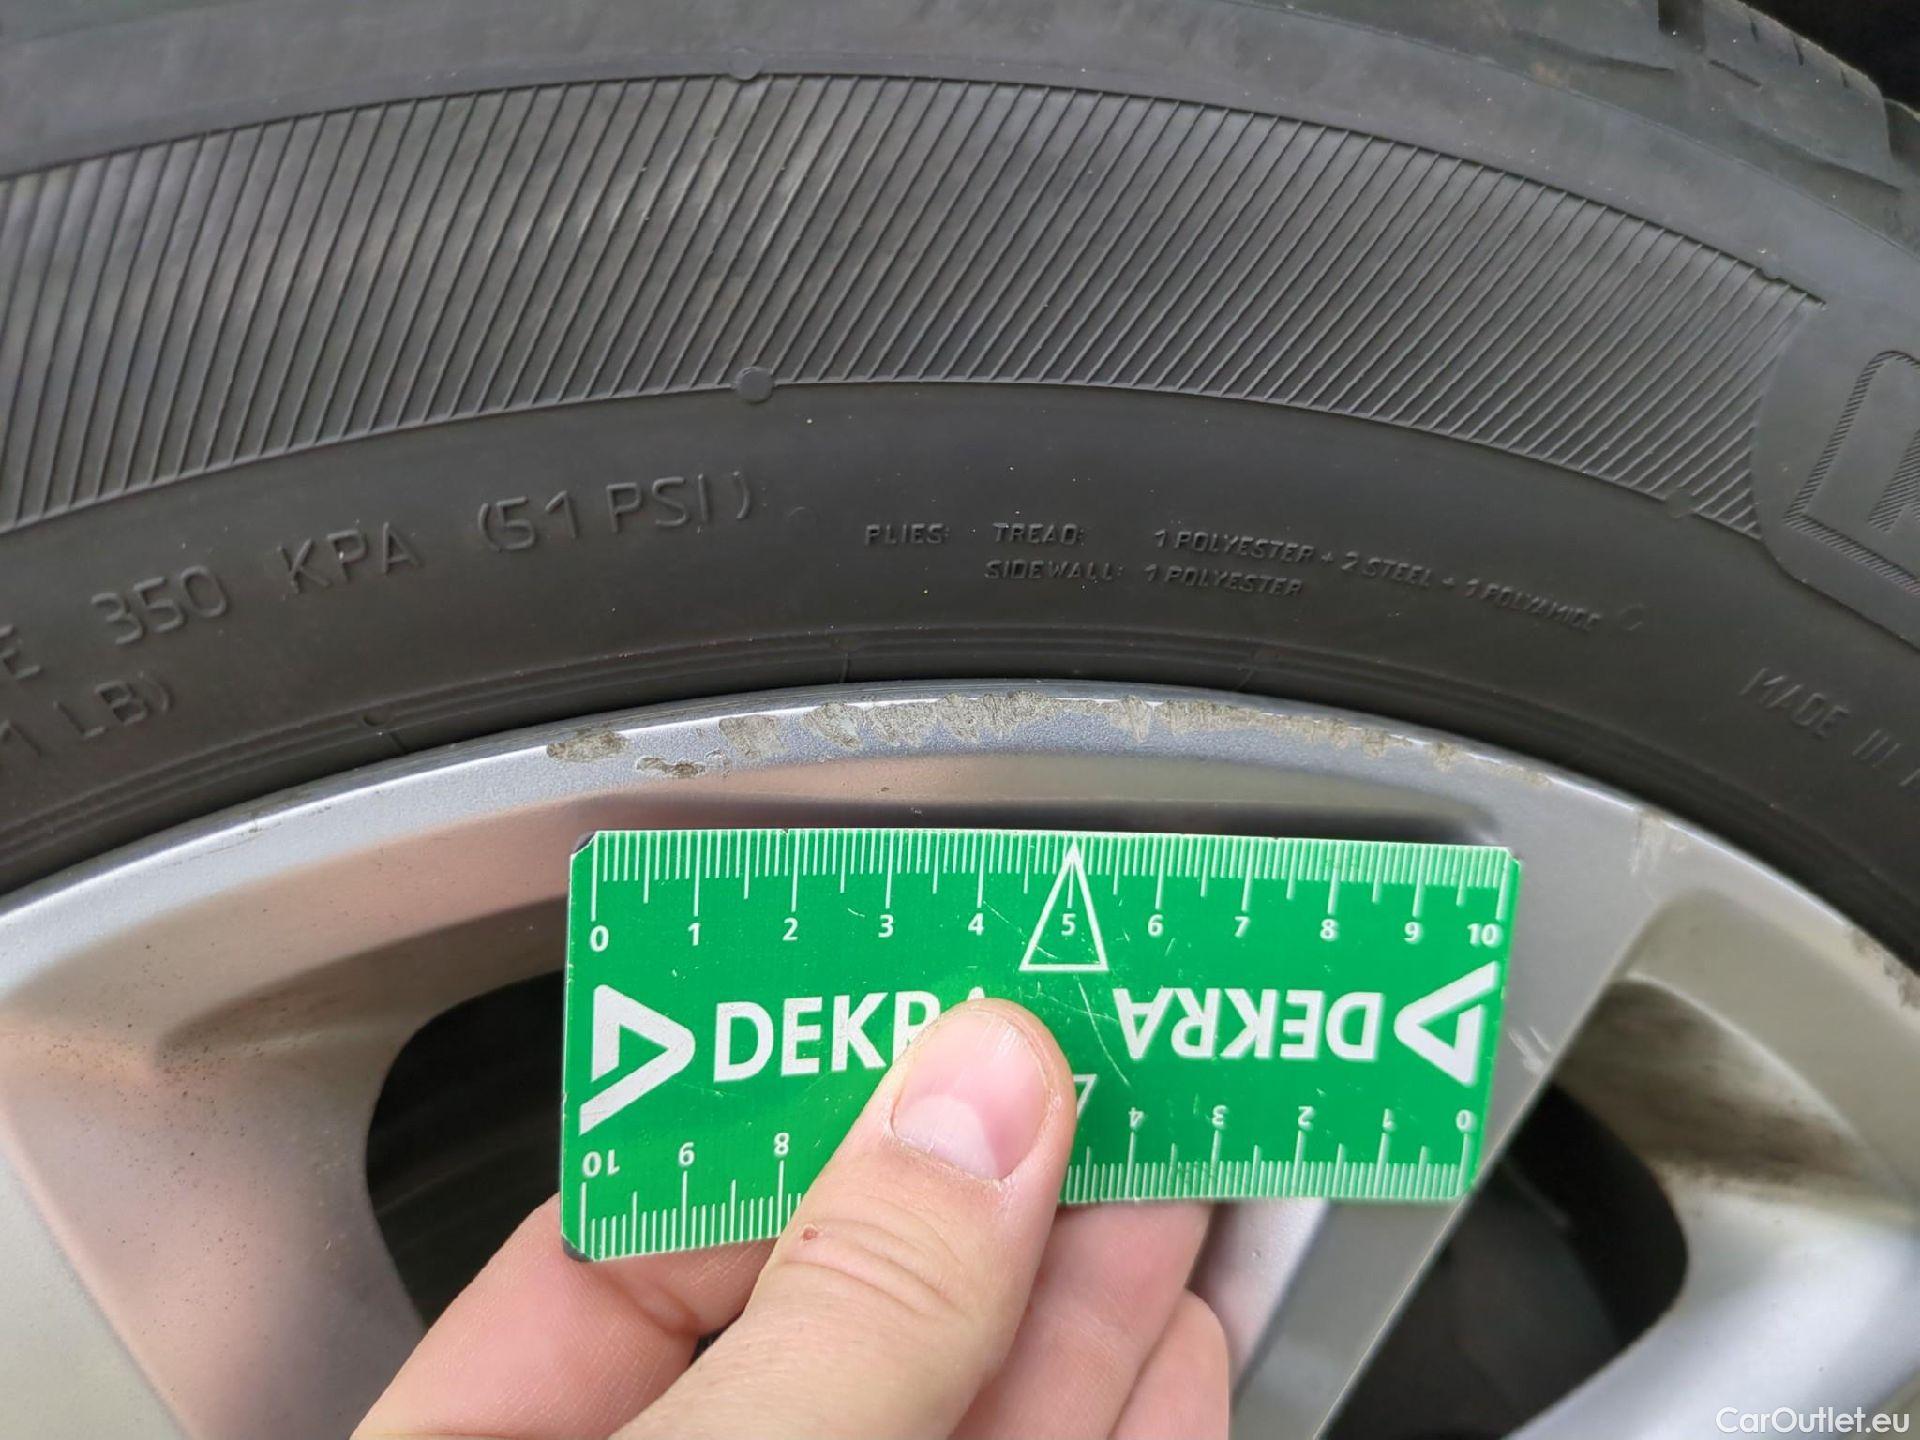 350 KPA (51 PSI)
1 LB)
PLIES: TREAD: 1 POLYESTER + 2 STEEL + 1 POLYAMIDE
SIDEWALL: 1 POLYESTER
MADE IN
0 1 2 3 4 5 6 7 8 9 10
DEKRA
DEKRA
10 9 8 4 3 2 1 0
CarOutlet.eu